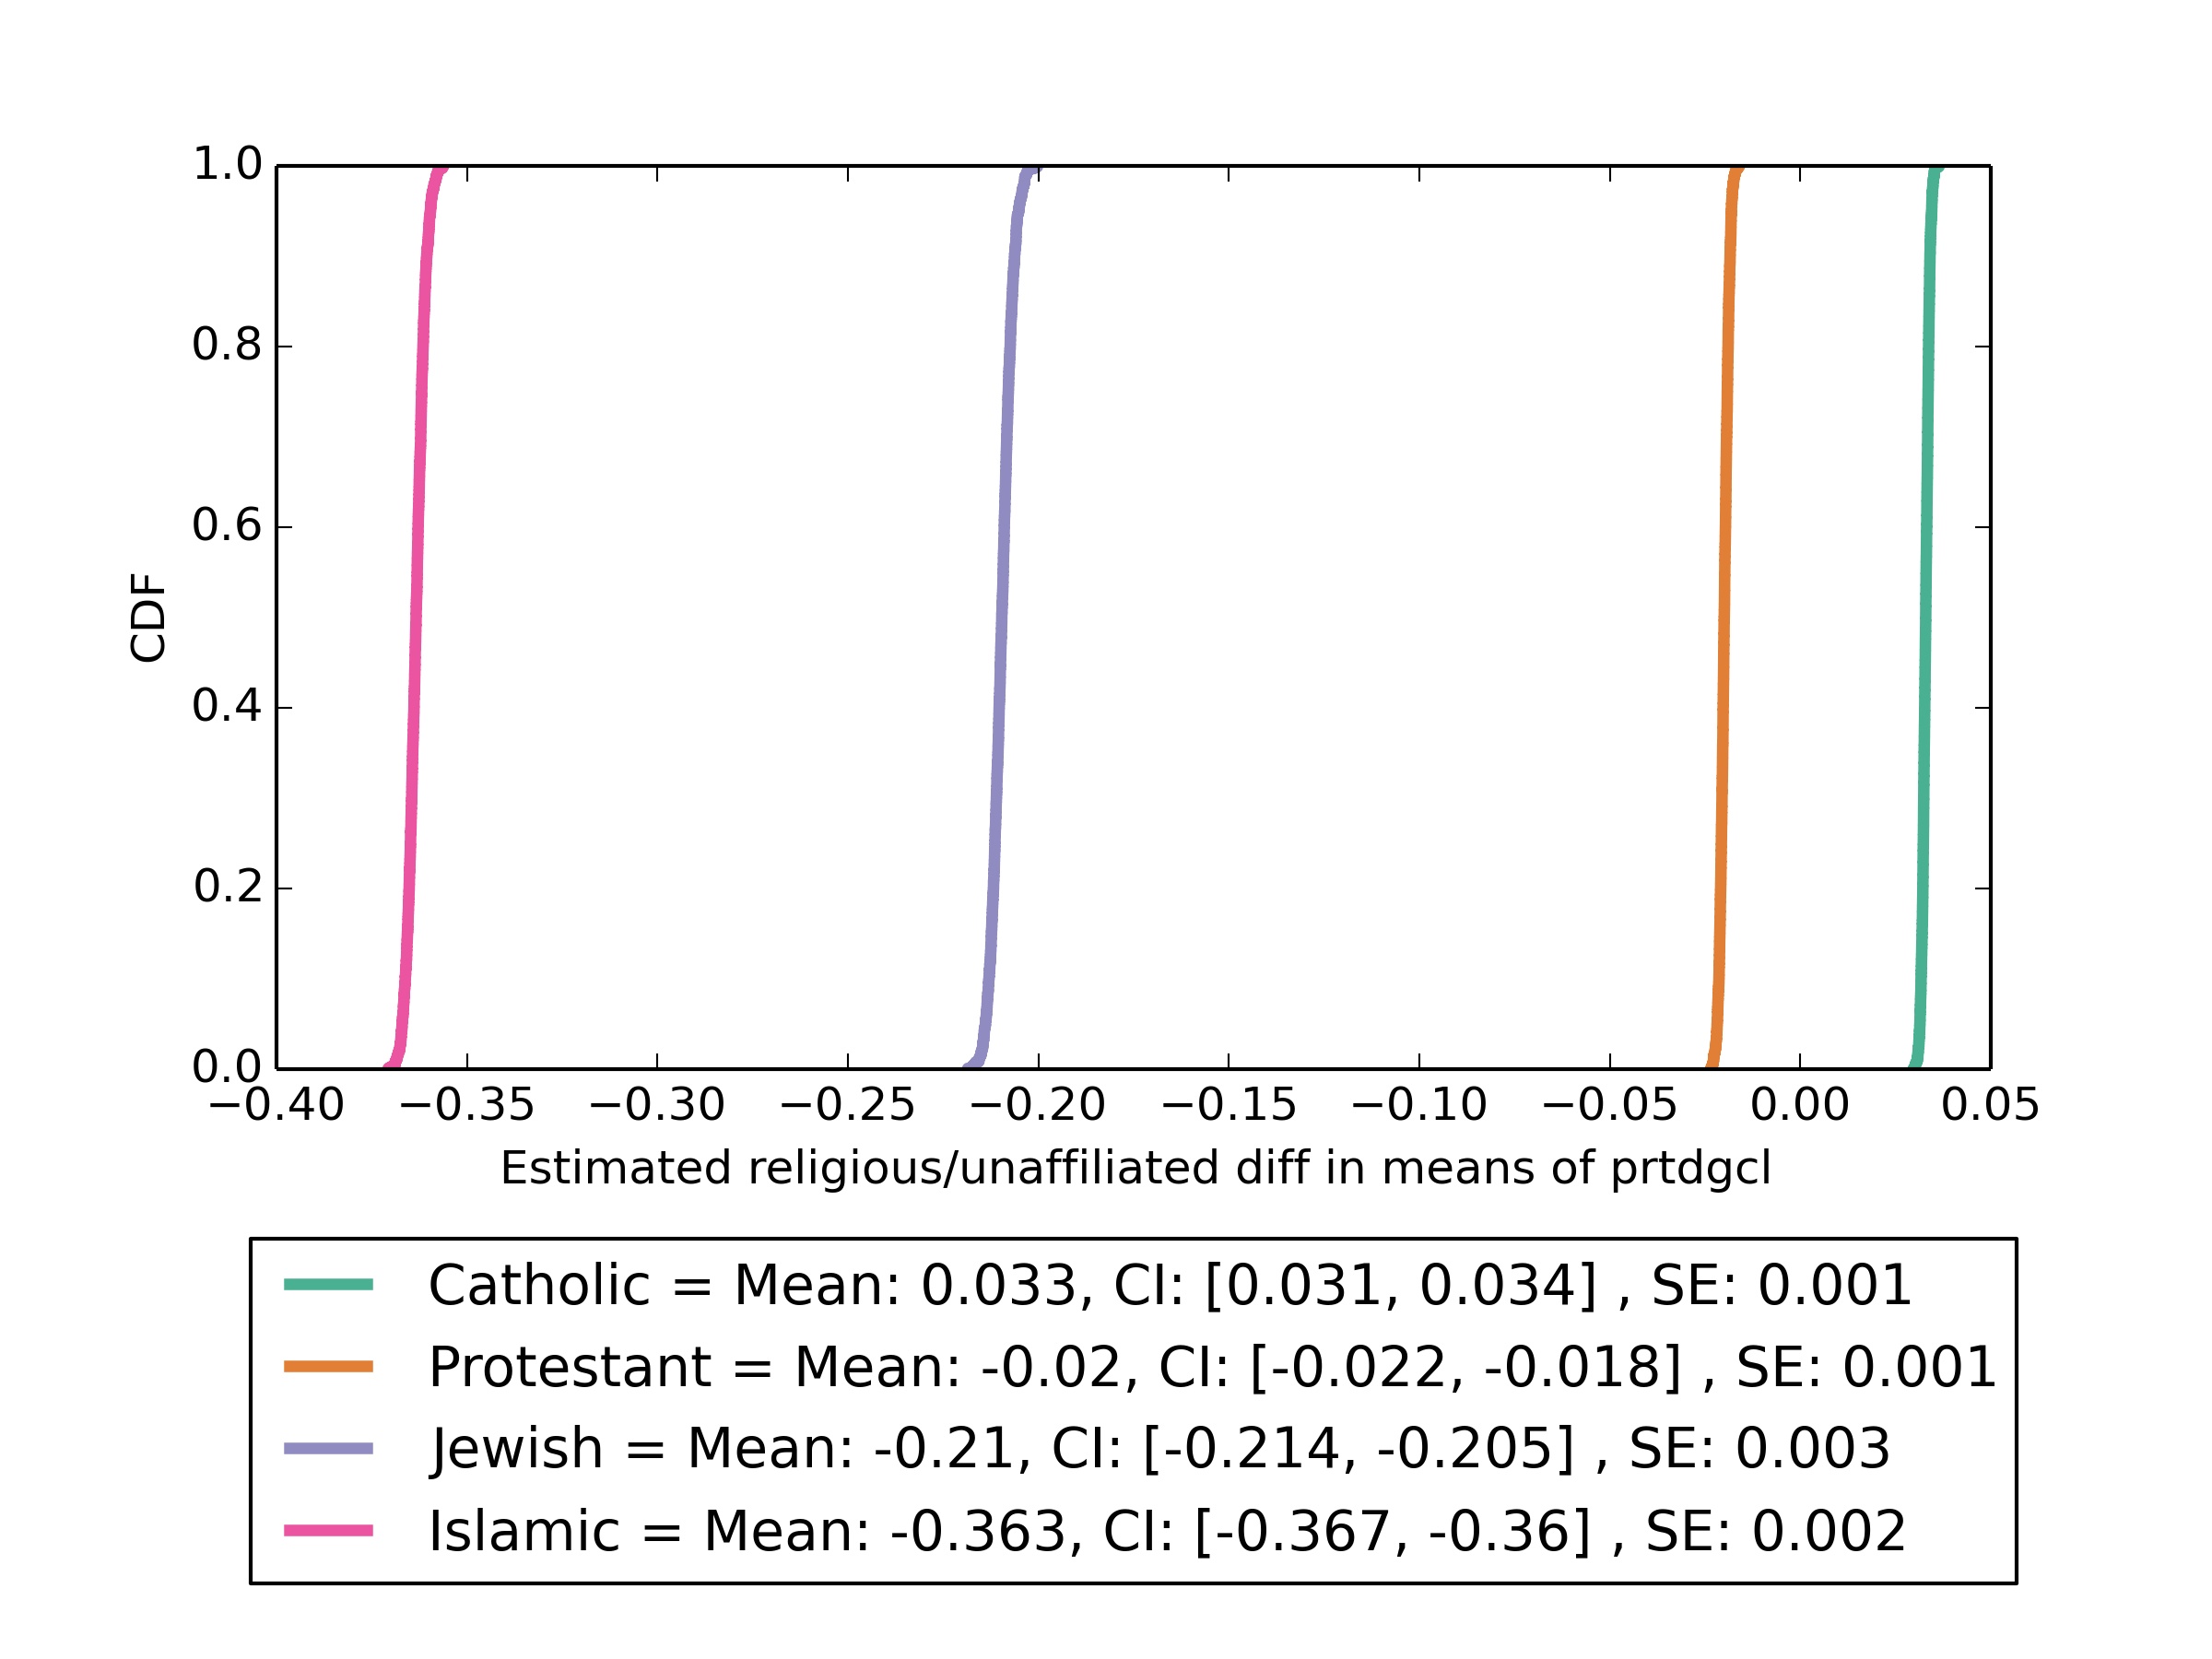 1.0
0.8
0.6
0.4
0.2
0.0
CDF
−0.40 −0.35 −0.30 −0.25 −0.20 −0.15 −0.10 −0.05 0.00 0.05
Estimated religious/unaffiliated diff in means of prtdgcl
Catholic = Mean: 0.033, CI: [0.031, 0.034] , SE: 0.001
Protestant = Mean: -0.02, CI: [-0.022, -0.018] , SE: 0.001
Jewish = Mean: -0.21, CI: [-0.214, -0.205] , SE: 0.003
Islamic = Mean: -0.363, CI: [-0.367, -0.36] , SE: 0.002